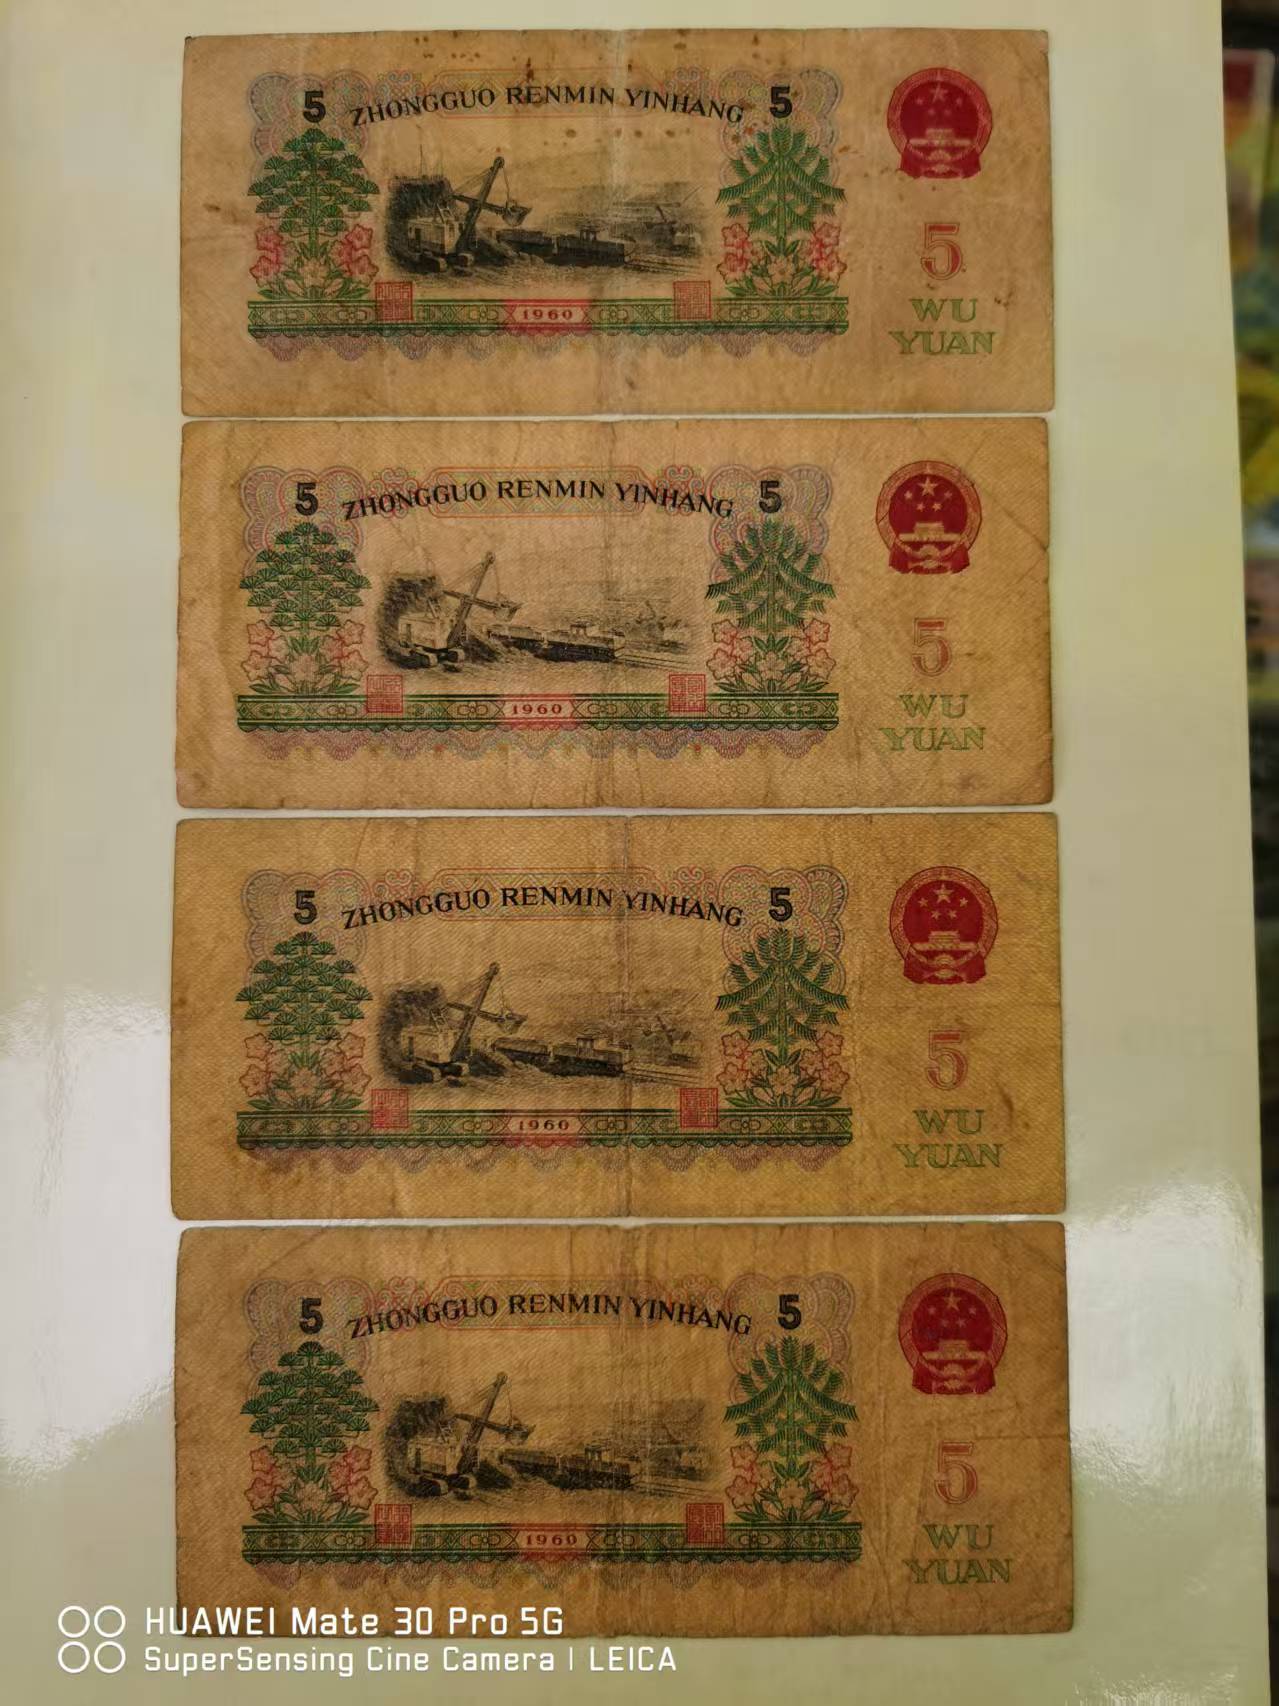 5 ZHONGGUO RENMIN YINHANG 5
5
1960
WU
YUAN
5 ZHONGGUO RENMIN YINHANG 5
5
1960
WU
YUAN
5 ZHONGGUO RENMIN YINHANG 5
5
1960
WU
YUAN
5 ZHONGGUO RENMIN YINHANG 5
5
1960
WU
YUAN
HUAWEI Mate 30 Pro 5G
SuperSensing Cine Camera | LEICA